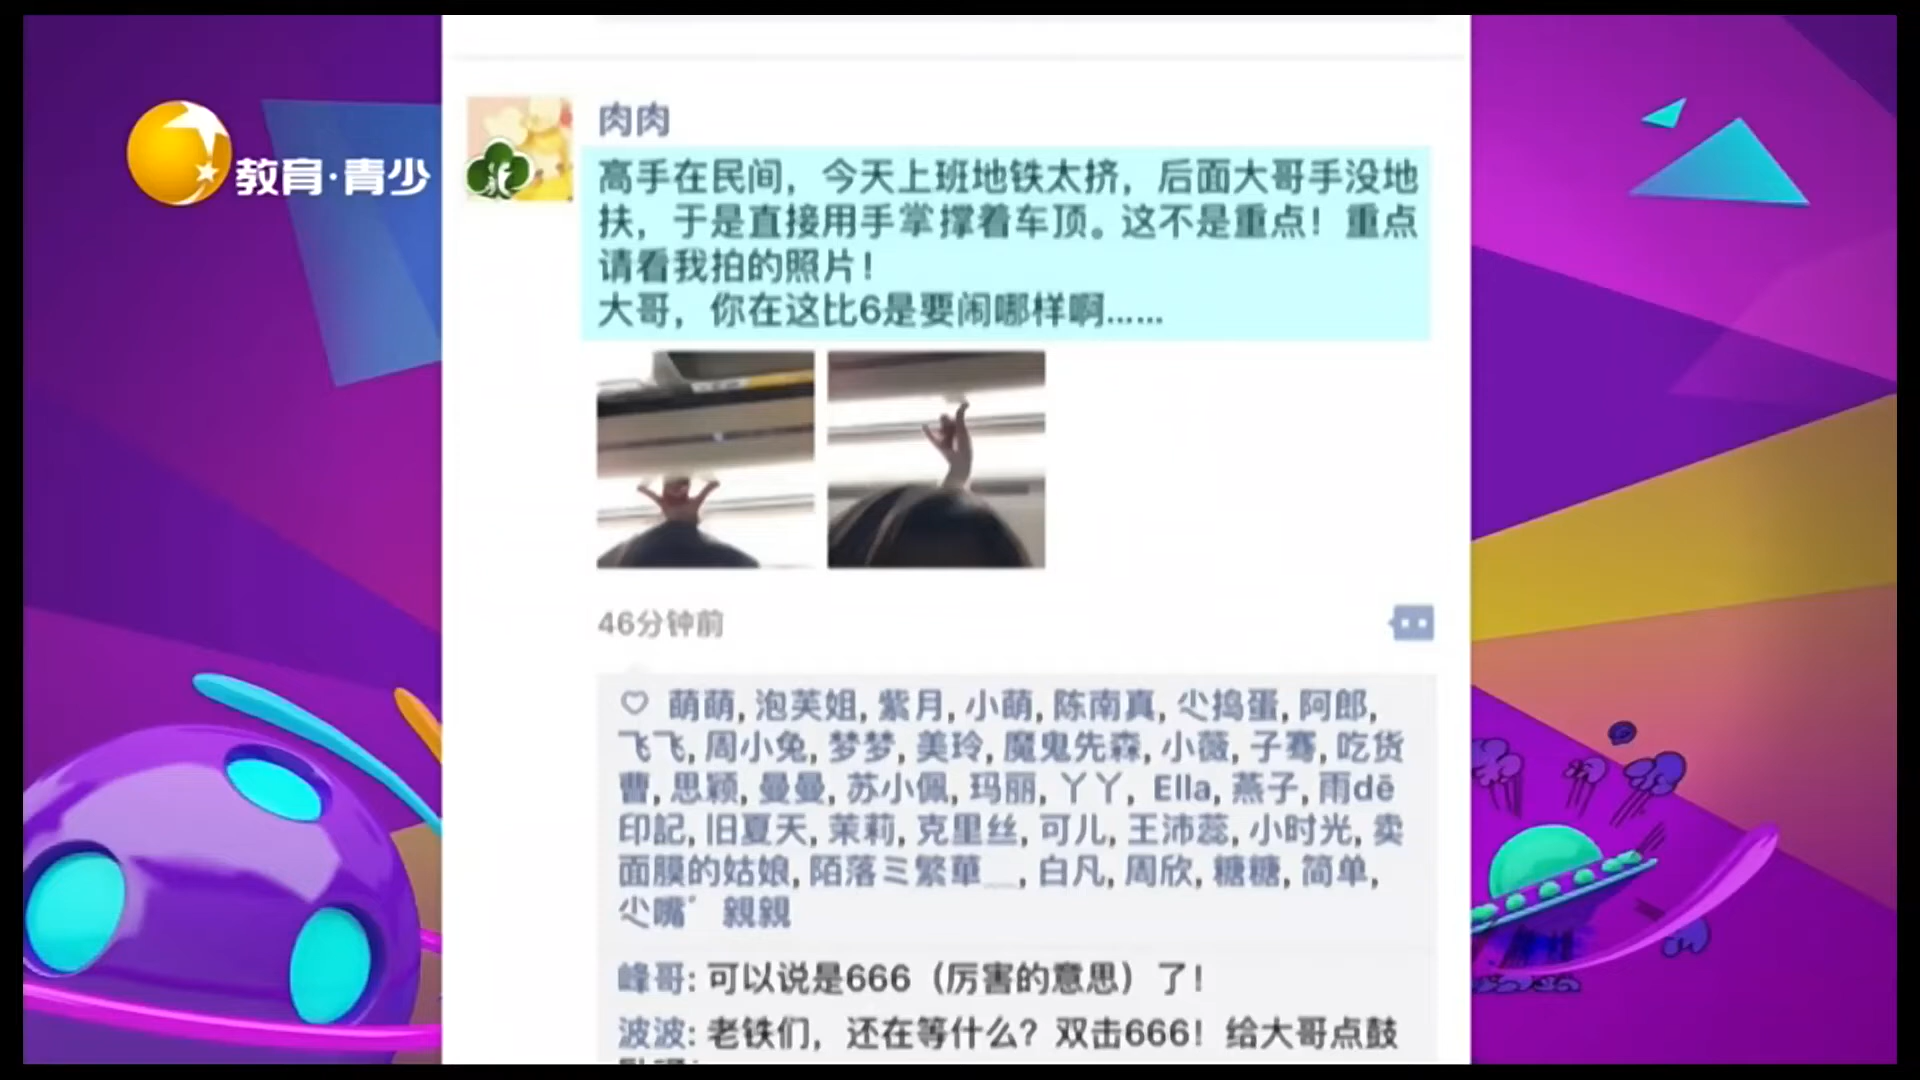 教育·青少
肉肉
高手在民间，今天上班地铁太挤，后面大哥手没地
扶，于是直接用手掌撑着车顶。这不是重点！重点
请看我拍的照片！
大哥，你在这比6是要闹哪样啊……
46分钟前
萌萌, 泡芙姐, 紫月, 小萌, 陈南真, 尐捣蛋, 阿郎,
飞飞, 周小兔, 梦梦, 美玲, 魔鬼先森, 小薇, 子骞, 吃货
曹, 思颖, 曼曼, 苏小佩, 玛丽, 丫丫, Ella, 燕子, 雨dē
印記, 旧夏天, 茉莉, 克里丝, 可儿, 王沛蕊, 小时光, 卖
面膜的姑娘, 陌落ミ繁華__, 白凡, 周欣, 糖糖, 简单,
尐嘴゛親親
峰哥: 可以说是666（厉害的意思）了！
波波: 老铁们，还在等什么？双击666！给大哥点鼓